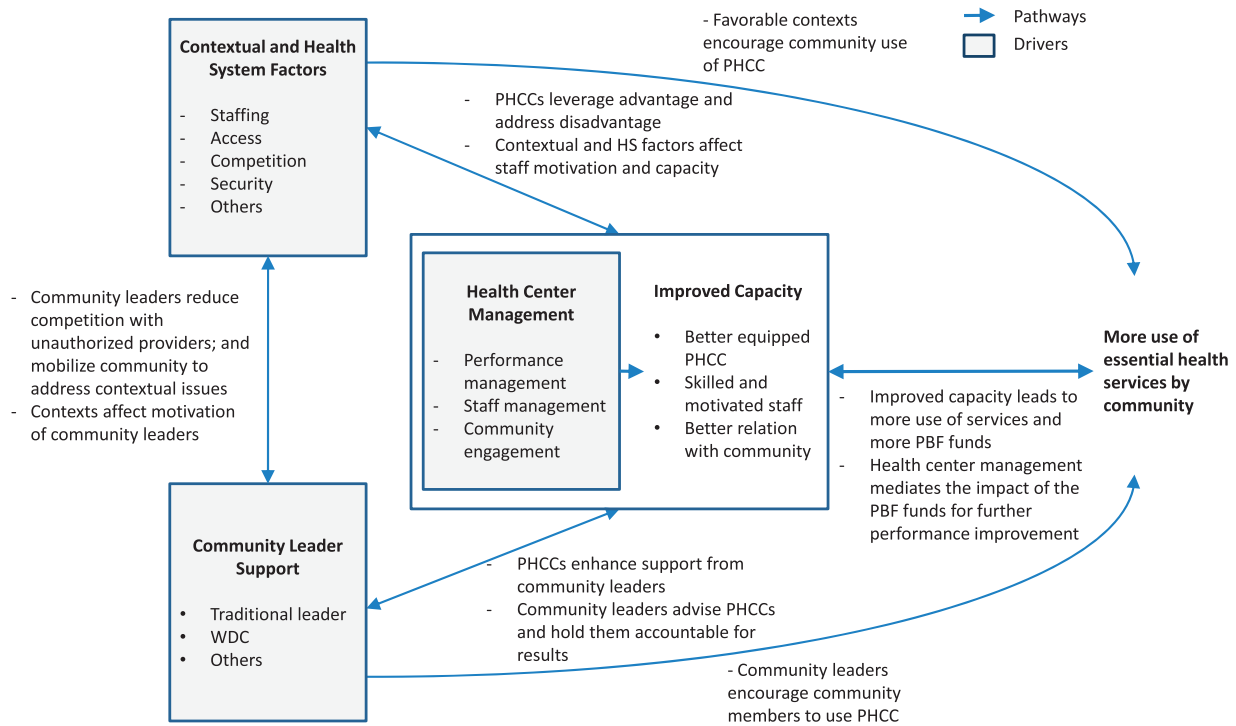 Contextual and Health
System Factors
- Staffing
- Access
- Competition
- Security
- Others
- Favorable contexts
encourage community use
of PHCC
Pathways
Drivers
- PHCCs leverage advantage and
address disadvantage
- Contextual and HS factors affect
staff motivation and capacity
- Community leaders reduce
competition with
unauthorized providers; and
mobilize community to
address contextual issues
- Contexts affect motivation
of community leaders
Health Center
Management
- Performance
management
- Staff management
- Community
engagement
Improved Capacity
• Better equipped
PHCC
• Skilled and
motivated staff
• Better relation
with community
More use of
essential health
services by
community
- Improved capacity leads to
more use of services and
more PBF funds
- Health center management
mediates the impact of the
PBF funds for further
performance improvement
Community Leader
Support
• Traditional leader
• WDC
• Others
- PHCCs enhance support from
community leaders
- Community leaders advise PHCCs
and hold them accountable for
results
- Community leaders
encourage community
members to use PHCC